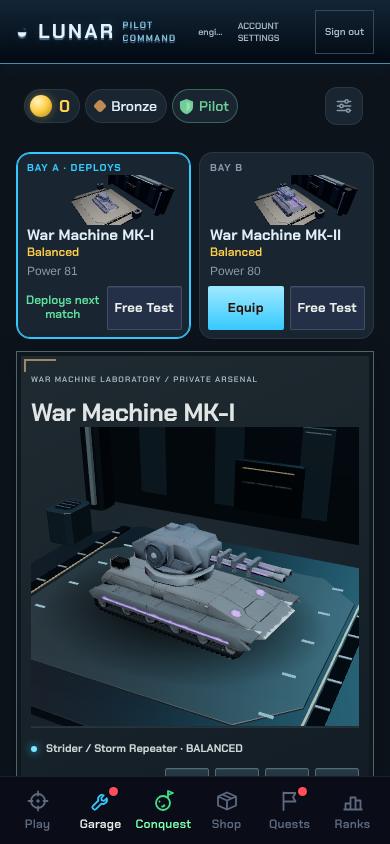 LUNAR
PILOT
COMMAND
engi...
ACCOUNT
SETTINGS
Sign out
0
Bronze
Pilot
BAY A · DEPLOYS
War Machine MK-I
Balanced
Power 81
Deploys next
match
Free Test
BAY B
War Machine MK-II
Balanced
Power 80
Equip
Free Test
WAR MACHINE LABORATORY / PRIVATE ARSENAL
War Machine MK-I
Strider / Storm Repeater · BALANCED
Play
Garage
Conquest
Shop
Quests
Ranks